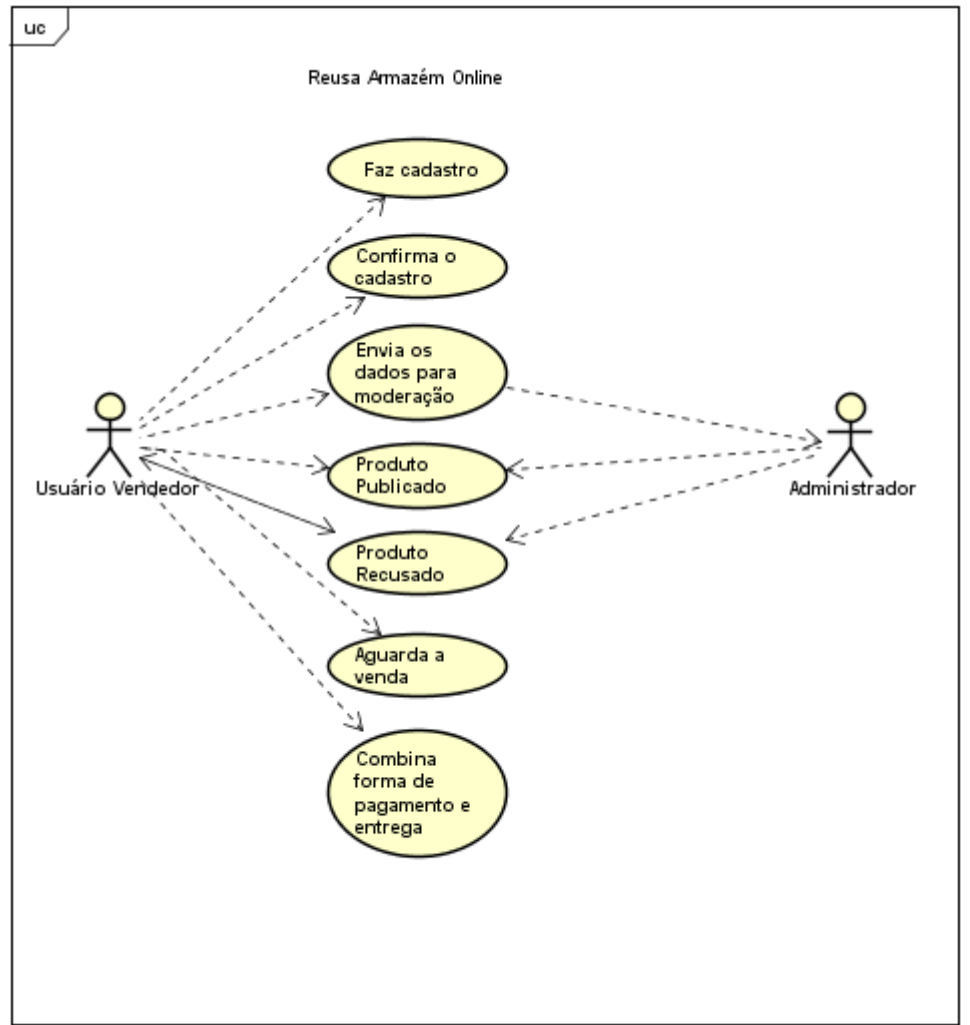 uc
Reusa Armazém Online
Faz cadastro
Confirma o
cadastro
Envia os
dados para
moderação
Usuário Vendedor
Produto
Publicado
Administrador
Produto
Recusado
Aguarda a
venda
Combina
forma de
pagamento e
entrega